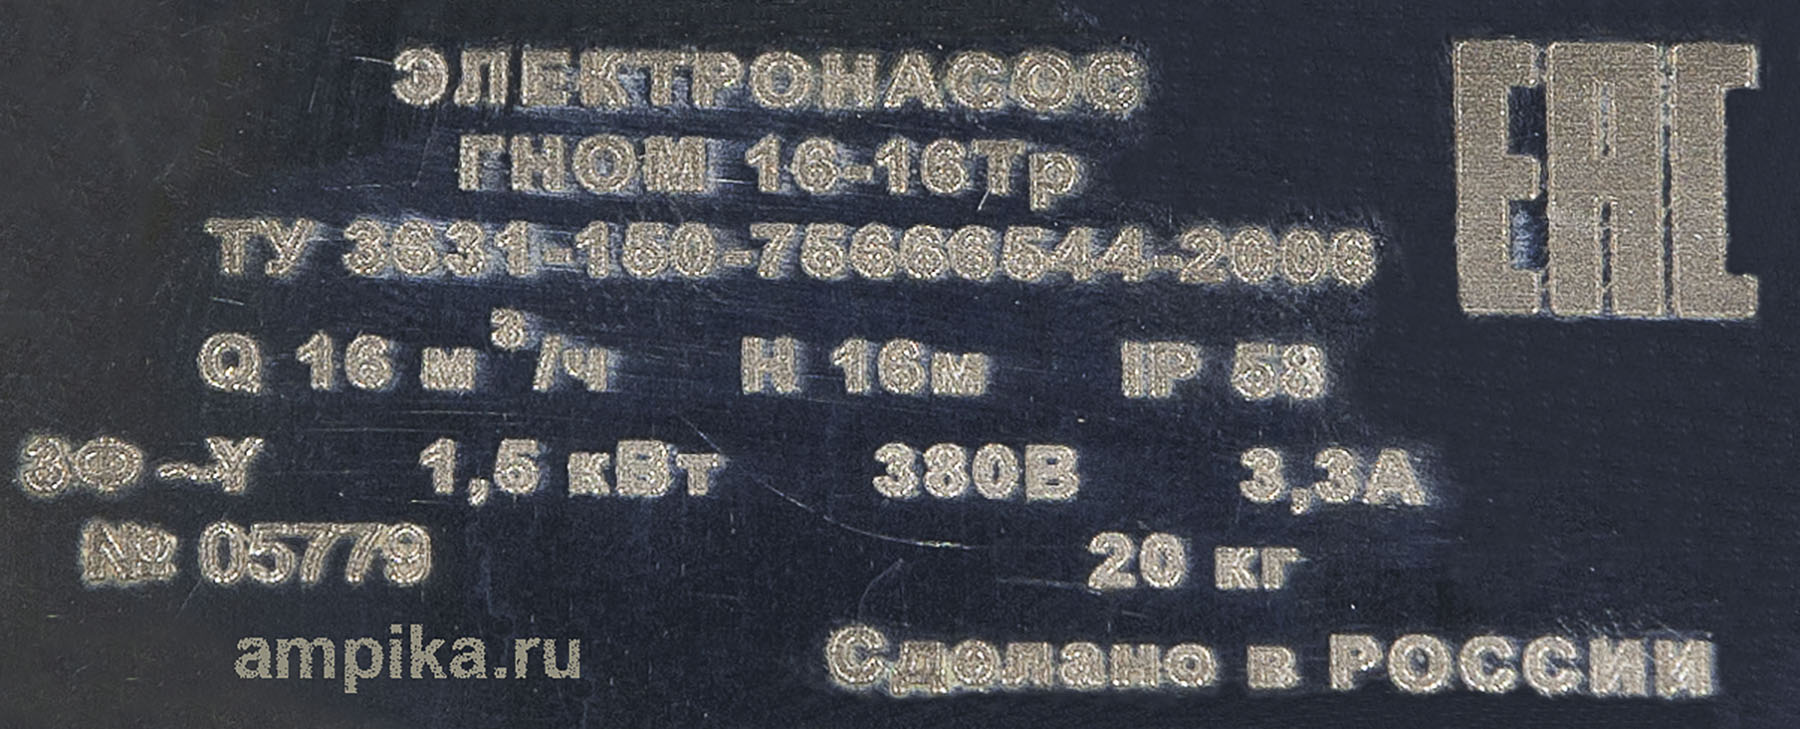 ЭЛЕКТРОНАСОС
ГНОМ 16-16Тр
ТУ 3631-150-75666544-2006
Q 16 м³/ч H 16м IP 58
3Ф ~Y 1,5 кВт 380В 3,3А
№ 05779
20 кг
ampika.ru
Сделано в РОССИИ
EAC